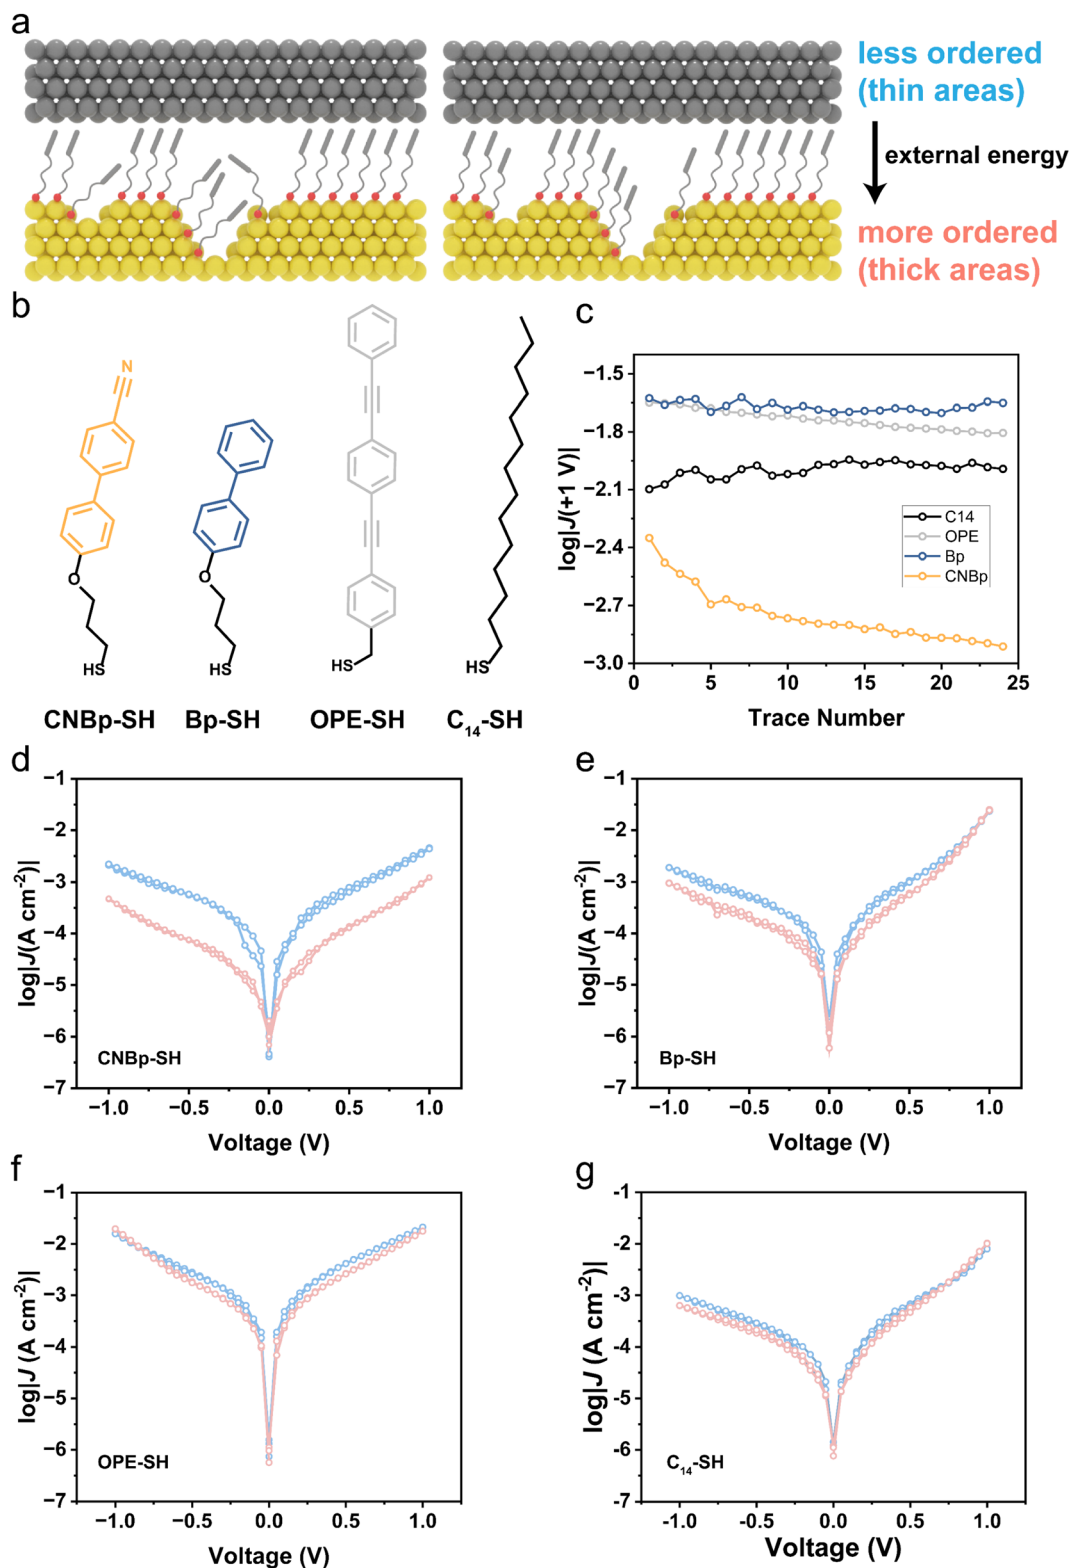 a
less ordered
(thin areas)
external energy
more ordered
(thick areas)
b
N
O
HS
CNBp-SH
O
HS
Bp-SH
HS
OPE-SH
HS
C₁₄-SH
c
log|J(+1 V)|
−1.5
−1.8
−2.1
−2.4
−2.7
−3.0
C14
OPE
Bp
CNBp
0 5 10 15 20 25
Trace Number
d
log|J(A cm⁻²)|
−1
−2
−3
−4
−5
−6
−7
CNBp-SH
−1.0 −0.5 0.0 0.5 1.0
Voltage (V)
e
log|J(A cm⁻²)|
−1
−2
−3
−4
−5
−6
−7
Bp-SH
−1.0 −0.5 0.0 0.5 1.0
Voltage (V)
f
log|J (A cm⁻²)|
−1
−2
−3
−4
−5
−6
−7
OPE-SH
−1.0 −0.5 0.0 0.5 1.0
Voltage (V)
g
log|J (A cm⁻²)|
-1
-2
-3
-4
-5
-6
-7
C₁₄-SH
-1.0 -0.5 0.0 0.5 1.0
Voltage (V)